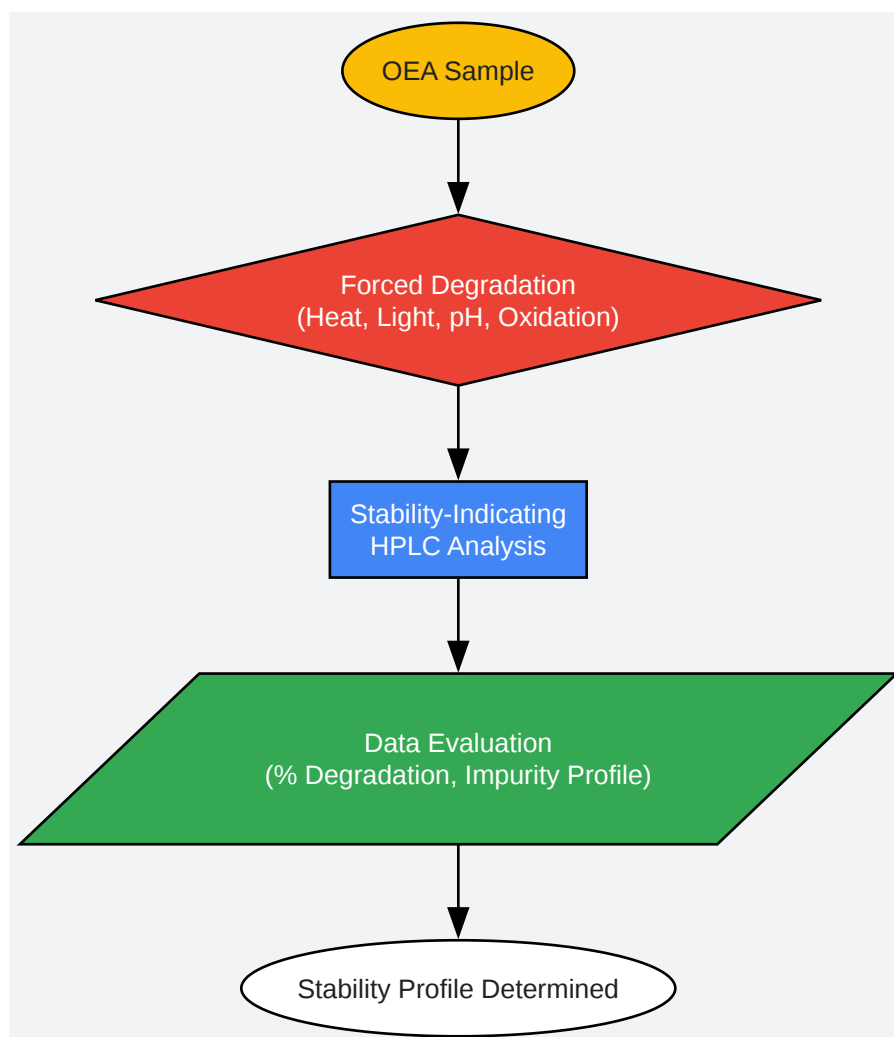 OEA Sample
Forced Degradation
(Heat, Light, pH, Oxidation)
Stability-Indicating
HPLC Analysis
Data Evaluation
(% Degradation, Impurity Profile)
Stability Profile Determined